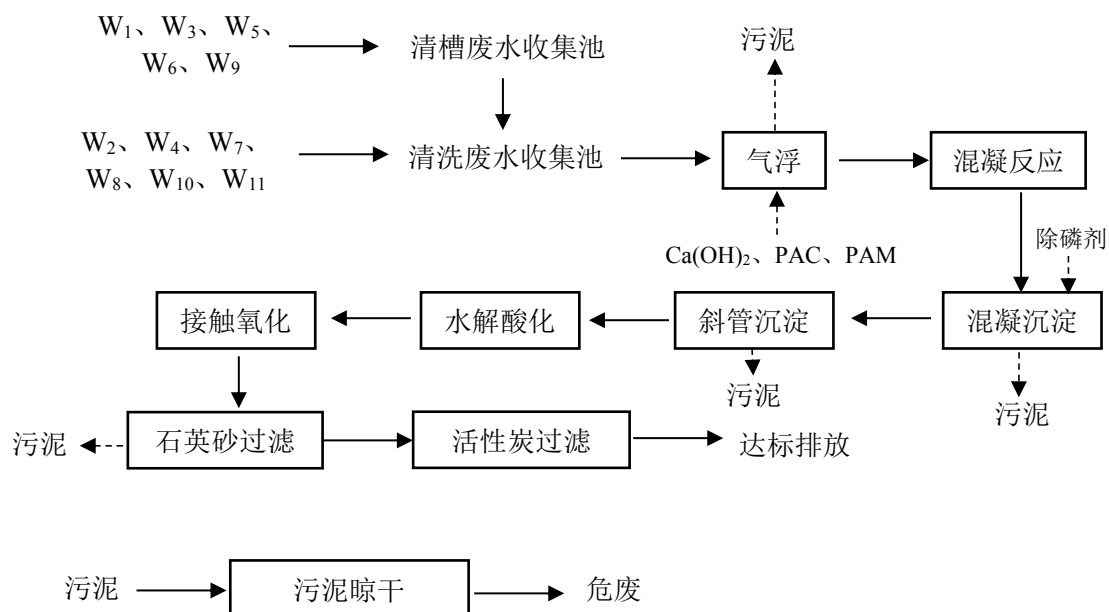 W₁、W₃、W₅、
W₆、W₉
清槽废水收集池
污泥
W₂、W₄、W₇、
W₈、W₁₀、W₁₁
清洗废水收集池
气浮
混凝反应
Ca(OH)₂、PAC、PAM
除磷剂
接触氧化
水解酸化
斜管沉淀
混凝沉淀
污泥
污泥
污泥
石英砂过滤
活性炭过滤
达标排放
污泥
污泥晾干
危废